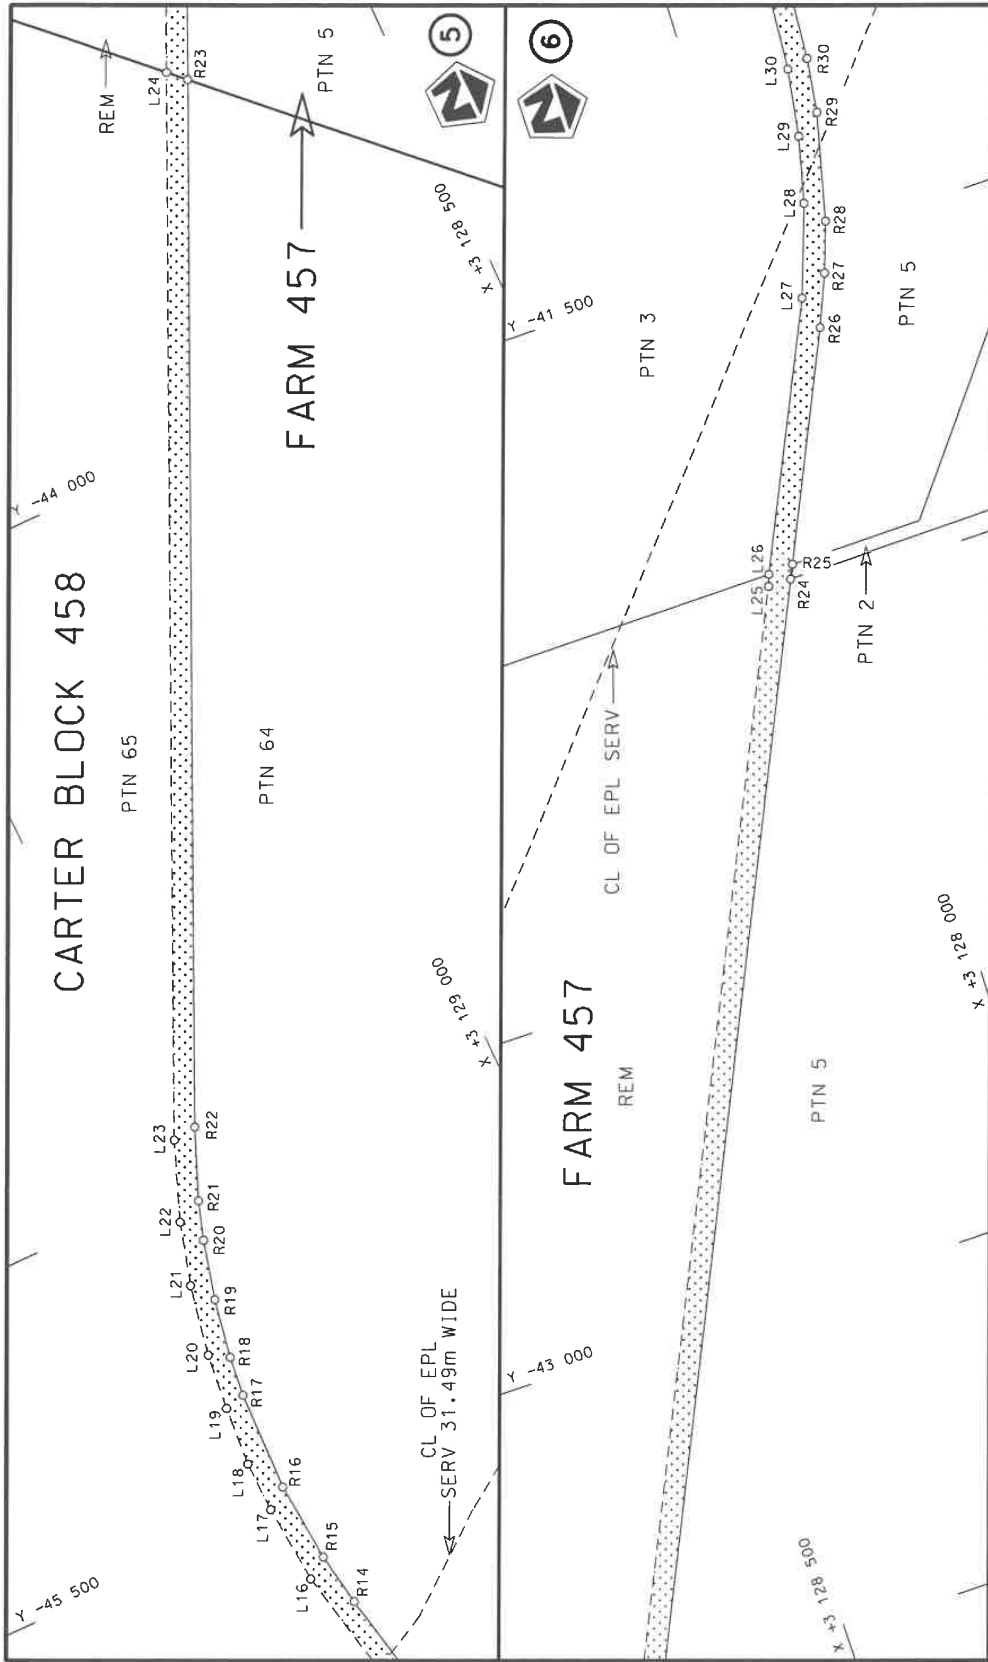 CARTER BLOCK 458
PTN 65
PTN 64
FARM 457
PTN 5
REM
Y -45 500
Y -44 000
X +3 129 000
X +3 128 500
CL OF EPL
SERV 31.49m WIDE
L16
L17
L18
L19
L20
L21
L22
L23
L24
R14
R15
R16
R17
R18
R19
R20
R21
R22
R23
5
N
FARM 457
REM
PTN 5
CL OF EPL SERV
PTN 2
PTN 3
PTN 5
Y -43 000
Y -41 500
X +3 128 500
X +3 128 000
L25
L26
L27
L28
L29
L30
R24
R25
R26
R27
R28
R29
R30
6
N